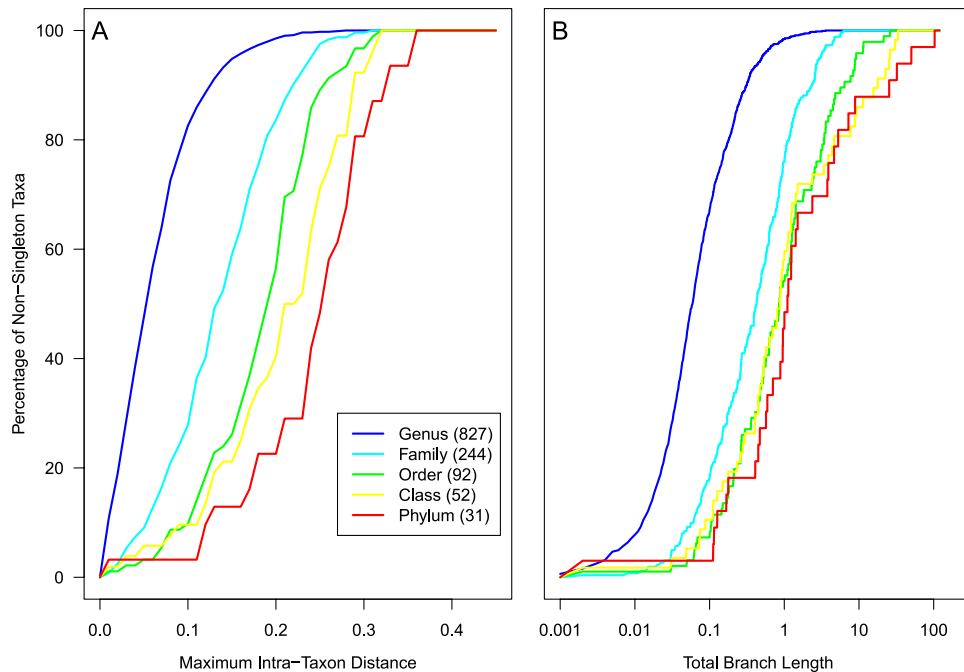 A
B
Percentage of Non−Singleton Taxa
100
80
60
40
20
0
Genus (827)
Family (244)
Order (92)
Class (52)
Phylum (31)
0.0 0.1 0.2 0.3 0.4
0.001 0.01 0.1 1 10 100
Maximum Intra−Taxon Distance
Total Branch Length